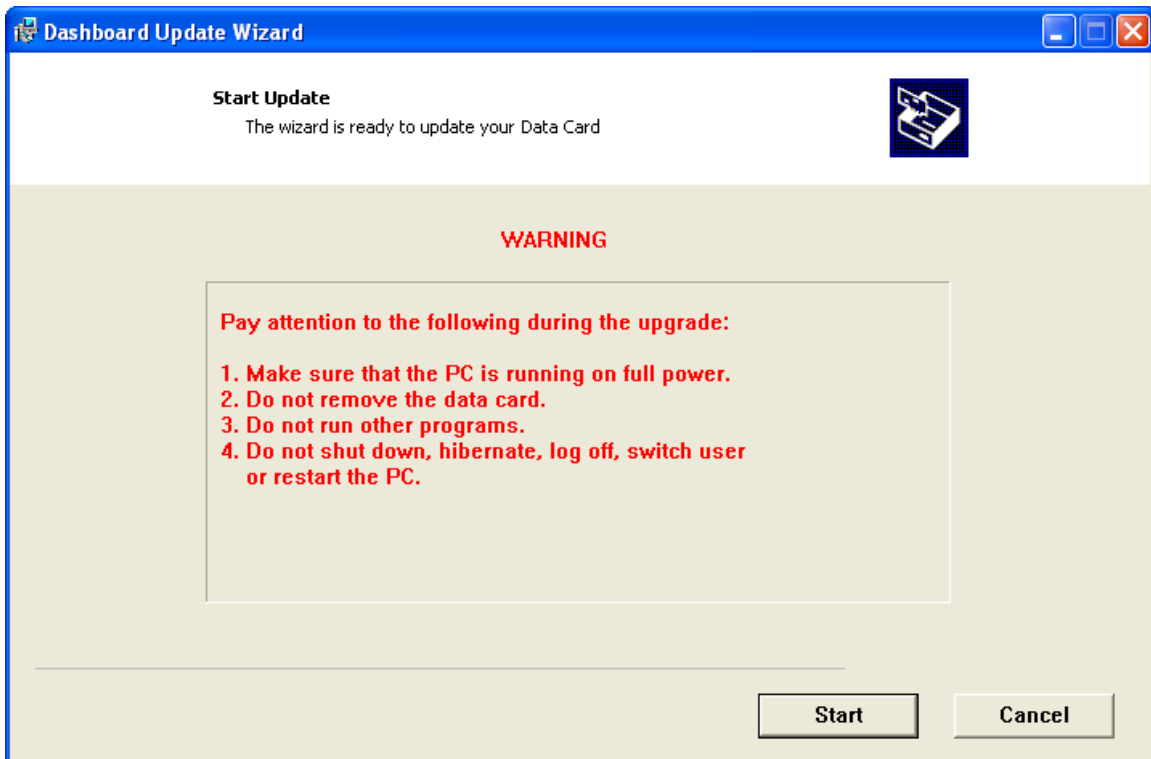 Dashboard Update Wizard
Start Update
The wizard is ready to update your Data Card
WARNING
Pay attention to the following during the upgrade:
1. Make sure that the PC is running on full power.
2. Do not remove the data card.
3. Do not run other programs.
4. Do not shut down, hibernate, log off, switch user
or restart the PC.
Start
Cancel